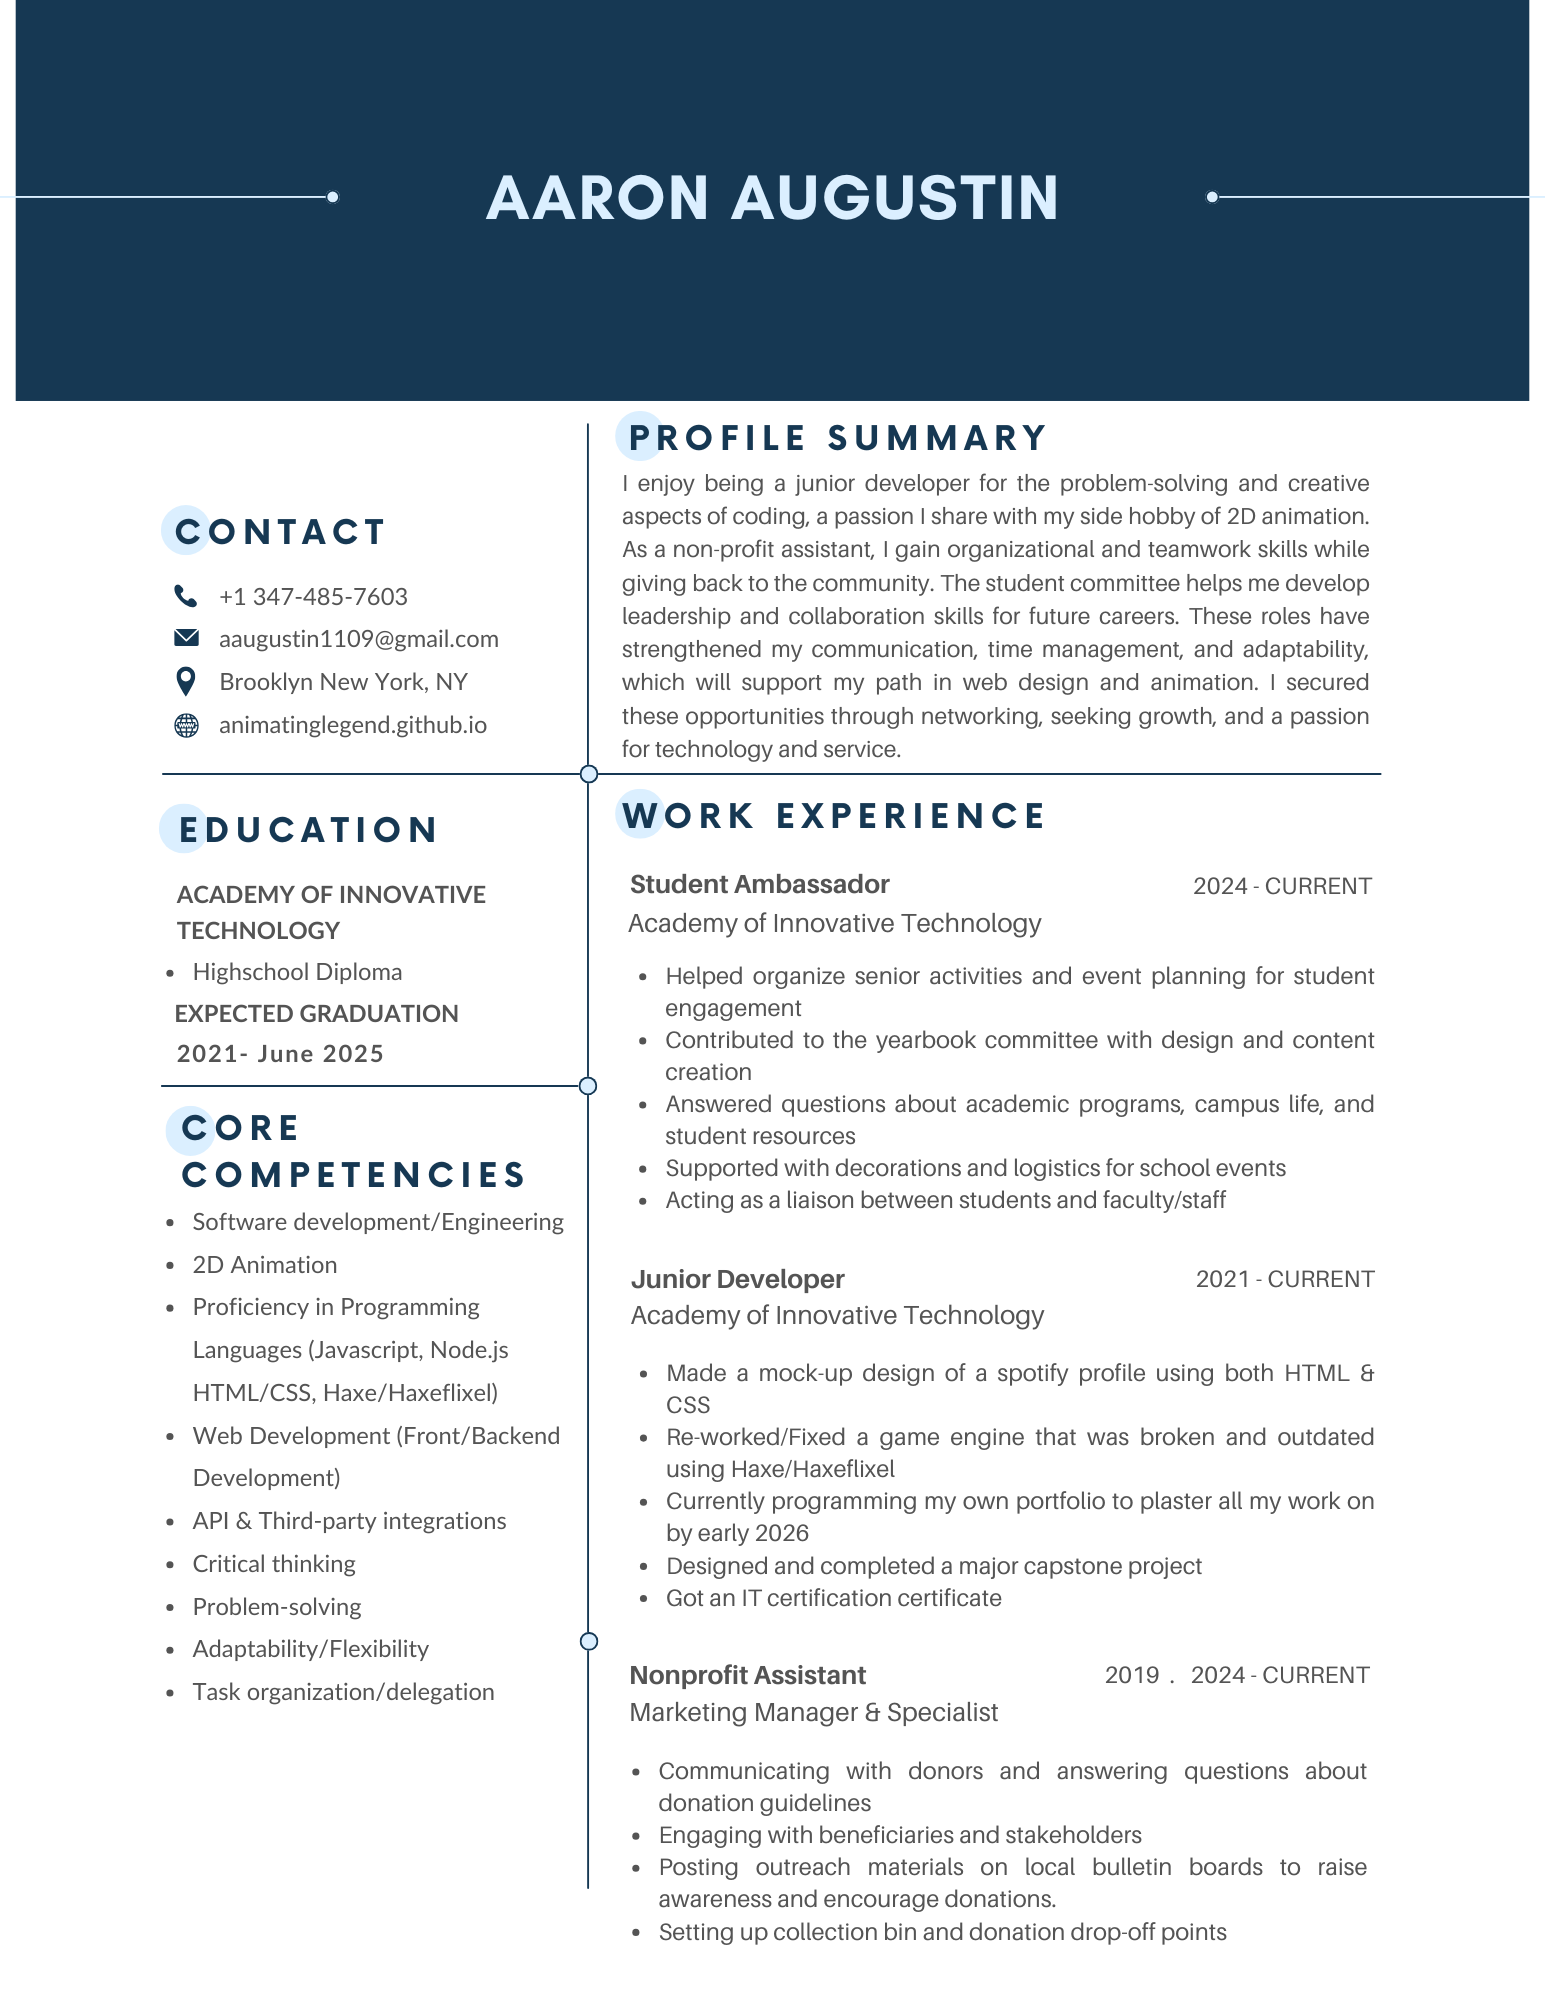 AARON AUGUSTIN
CONTACT
+1 347-485-7603
aaugustin1109@gmail.com
Brooklyn New York, NY
animatinglegend.github.io
EDUCATION
ACADEMY OF INNOVATIVE
TECHNOLOGY
• Highschool Diploma
EXPECTED GRADUATION
2021- June 2025
CORE
COMPETENCIES
• Software development/Engineering
• 2D Animation
• Proficiency in Programming
Languages (Javascript, Node.js
HTML/CSS, Haxe/Haxeflixel)
• Web Development (Front/Backend
Development)
• API & Third-party integrations
• Critical thinking
• Problem-solving
• Adaptability/Flexibility
• Task organization/delegation
PROFILE SUMMARY
I enjoy being a junior developer for the problem-solving and creative
aspects of coding, a passion I share with my side hobby of 2D animation.
As a non-profit assistant, I gain organizational and teamwork skills while
giving back to the community. The student committee helps me develop
leadership and collaboration skills for future careers. These roles have
strengthened my communication, time management, and adaptability,
which will support my path in web design and animation. I secured
these opportunities through networking, seeking growth, and a passion
for technology and service.
WORK EXPERIENCE
Student Ambassador 2024 - CURRENT
Academy of Innovative Technology
• Helped organize senior activities and event planning for student
engagement
• Contributed to the yearbook committee with design and content
creation
• Answered questions about academic programs, campus life, and
student resources
• Supported with decorations and logistics for school events
• Acting as a liaison between students and faculty/staff
Junior Developer 2021 - CURRENT
Academy of Innovative Technology
• Made a mock-up design of a spotify profile using both HTML &
CSS
• Re-worked/Fixed a game engine that was broken and outdated
using Haxe/Haxeflixel
• Currently programming my own portfolio to plaster all my work on
by early 2026
• Designed and completed a major capstone project
• Got an IT certification certificate
Nonprofit Assistant 2019 . 2024 - CURRENT
Marketing Manager & Specialist
• Communicating with donors and answering questions about
donation guidelines
• Engaging with beneficiaries and stakeholders
• Posting outreach materials on local bulletin boards to raise
awareness and encourage donations.
• Setting up collection bin and donation drop-off points